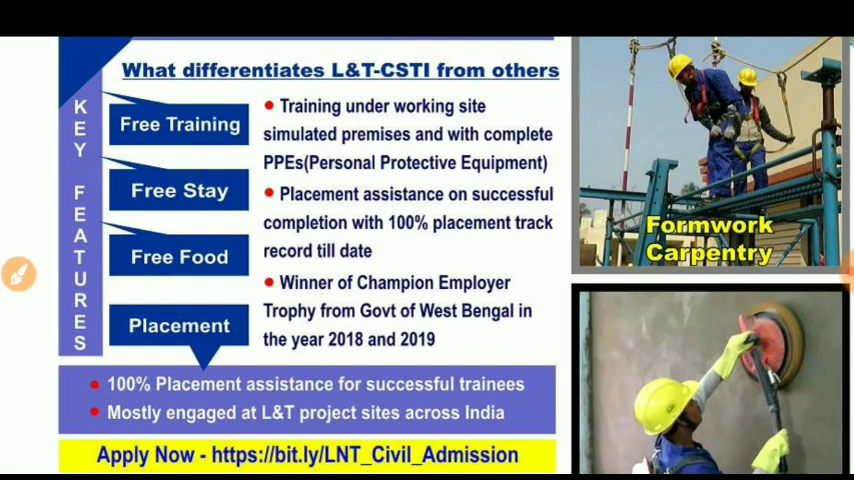 What differentiates L&T-CSTI from others
KEY FEATURES
Free Training
Free Stay
Free Food
Placement
• Training under working site
simulated premises and with complete
PPEs(Personal Protective Equipment)
• Placement assistance on successful
completion with 100% placement track
record till date
• Winner of Champion Employer
Trophy from Govt of West Bengal in
the year 2018 and 2019
• 100% Placement assistance for successful trainees
• Mostly engaged at L&T project sites across India
Apply Now - https://bit.ly/LNT_Civil_Admission
Formwork
Carpentry